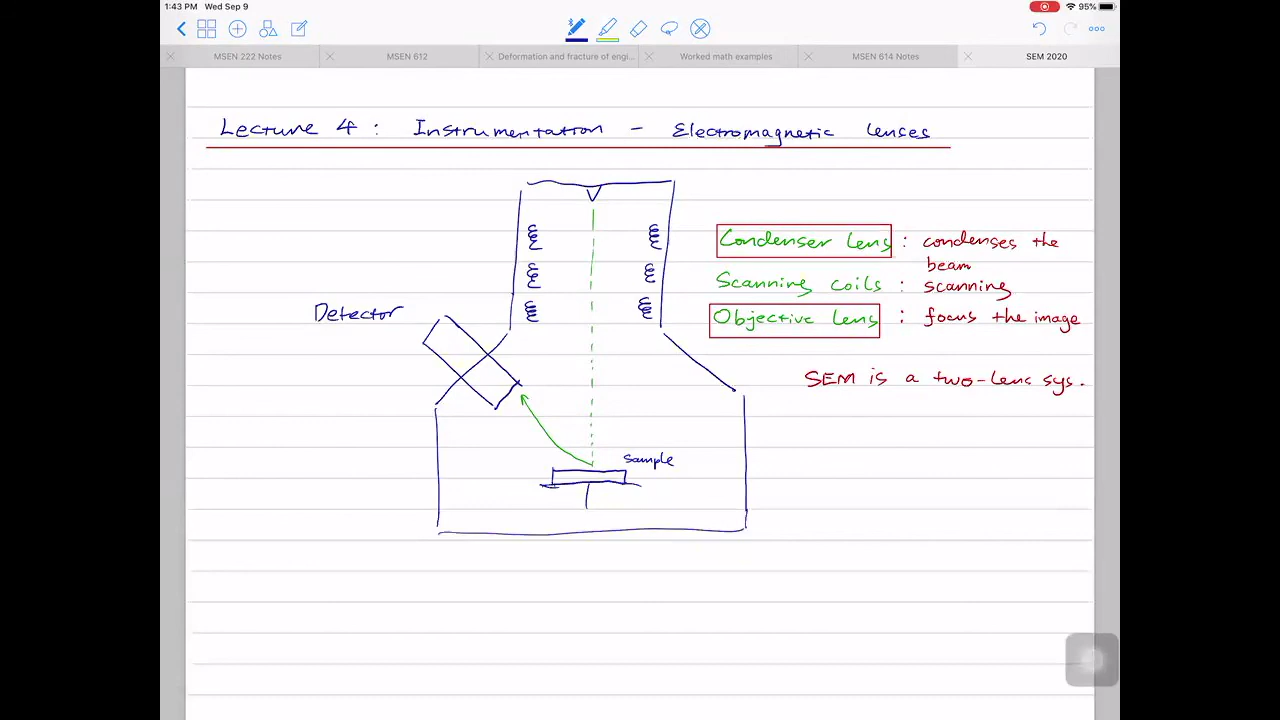 1:43 PM Wed Sep 9
95%
MSEN 222 Notes
MSEN 612
Deformation and fracture of engi...
Worked math examples
MSEN 614 Notes
SEM 2020
Lecture 4 : Instrumentation - Electromagnetic lenses
Condenser Lens : condenses the
beam
Scanning coils : scanning
Objective Lens : focus the image
Detector
SEM is a two-lens sys.
sample